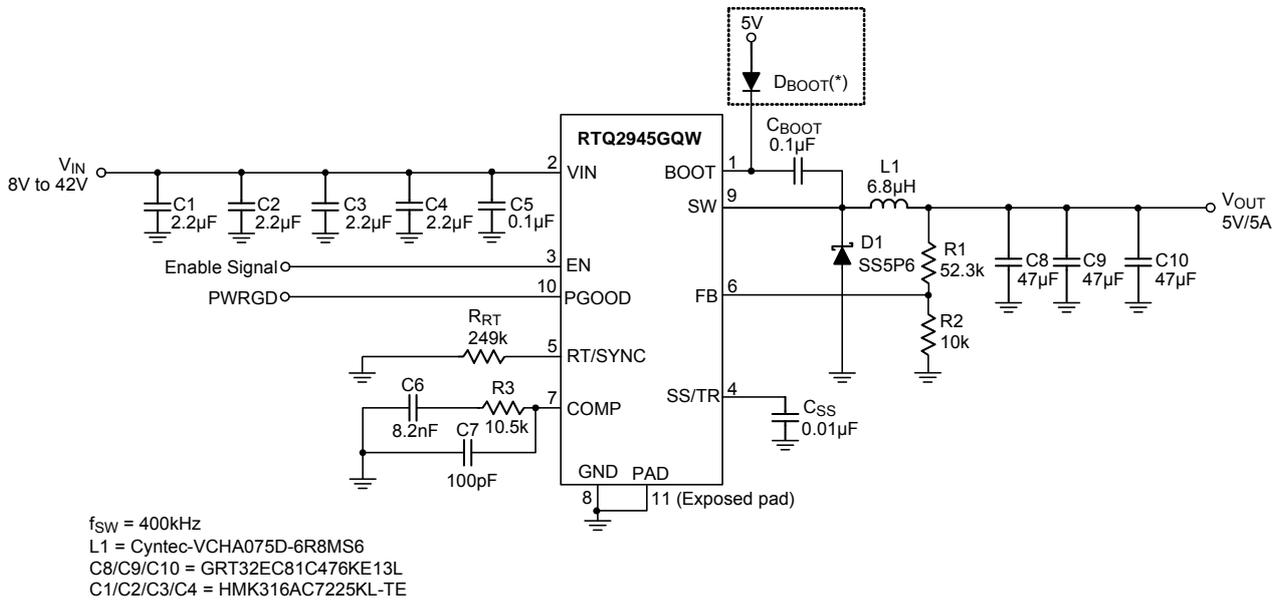 5V
DBOOT(*)
CBOOT
0.1µF
RTQ2945GQW
VIN
8V to 42V
2
VIN
BOOT
1
L1
6.8µH
SW
9
VOUT
5V/5A
C1
2.2µF
C2
2.2µF
C3
2.2µF
C4
2.2µF
C5
0.1µF
D1
SS5P6
R1
52.3k
C8
47µF
C9
47µF
C10
47µF
Enable Signal
3
EN
PWRGD
10
PGOOD
FB
6
R2
10k
RRT
249k
5
RT/SYNC
C6
8.2nF
R3
10.5k
7
COMP
C7
100pF
SS/TR
4
CSS
0.01µF
GND
PAD
8
11 (Exposed pad)
fSW = 400kHz
L1 = Cyntec-VCHA075D-6R8MS6
C8/C9/C10 = GRT32EC81C476KE13L
C1/C2/C3/C4 = HMK316AC7225KL-TE